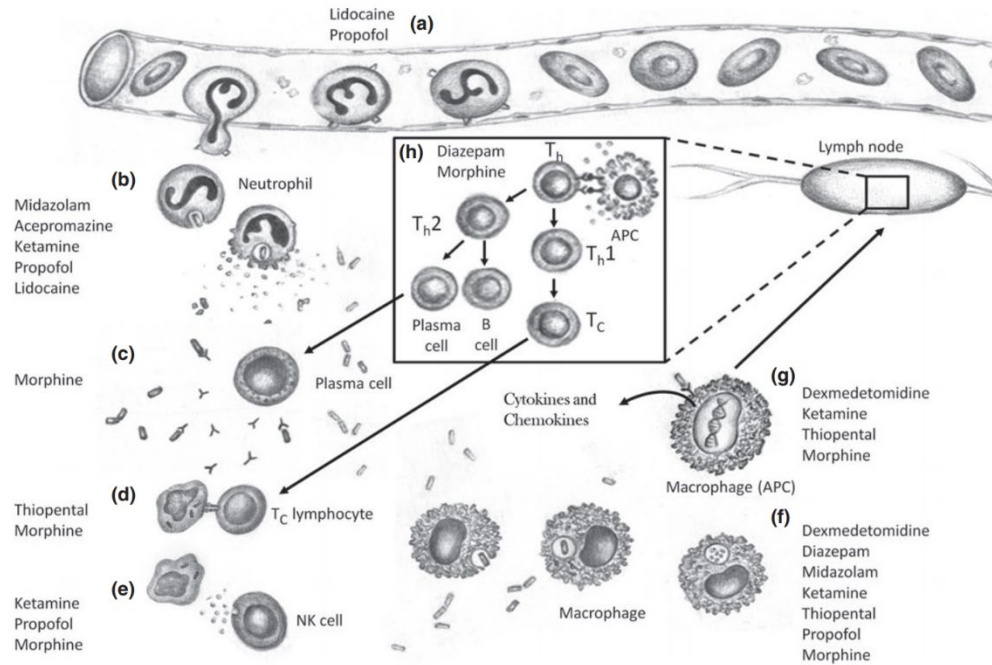 Lidocaine
Propofol
(a)
(b)
Neutrophil
Midazolam
Acepromazine
Ketamine
Propofol
Lidocaine
(h)
Diazepam
Morphine
Th
APC
Th2
Th1
Plasma
cell
B
cell
TC
Lymph node
(c)
Morphine
Plasma cell
Cytokines and
Chemokines
(g)
Dexmedetomidine
Ketamine
Thiopental
Morphine
Macrophage (APC)
(d)
Thiopental
Morphine
TC lymphocyte
(e)
Ketamine
Propofol
Morphine
NK cell
Macrophage
(f)
Dexmedetomidine
Diazepam
Midazolam
Ketamine
Thiopental
Propofol
Morphine